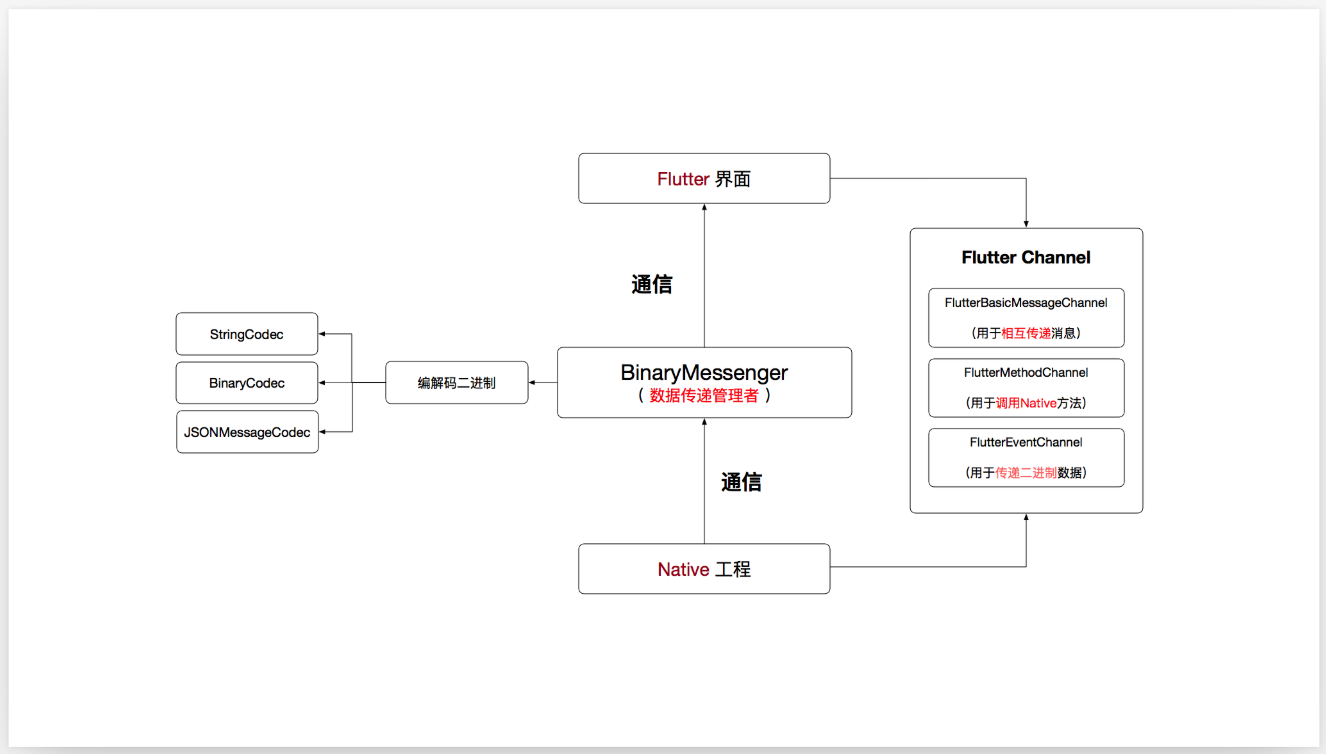 Flutter 界面
Flutter Channel
FlutterBasicMessageChannel
（用于相互传递消息）
FlutterMethodChannel
（用于调用Native方法）
FlutterEventChannel
（用于传递二进制数据）
通信
StringCodec
BinaryCodec
JSONMessageCodec
编解码二进制
BinaryMessenger
（ 数据传递管理者 ）
通信
Native 工程